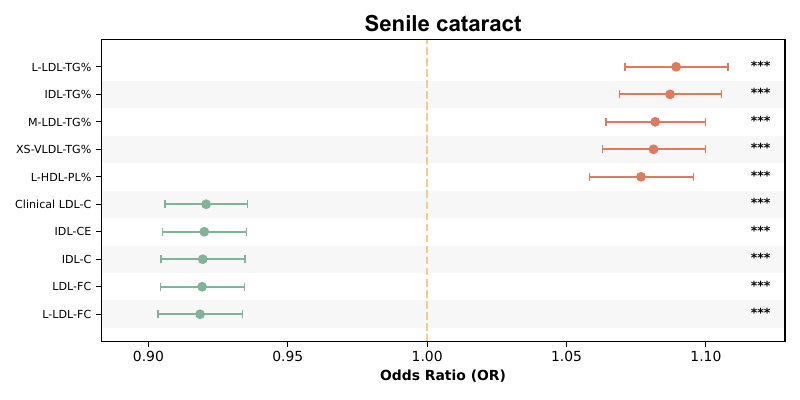 Senile cataract
L-LDL-TG% ***
IDL-TG% ***
M-LDL-TG% ***
XS-VLDL-TG% ***
L-HDL-PL% ***
Clinical LDL-C ***
IDL-CE ***
IDL-C ***
LDL-FC ***
L-LDL-FC ***
0.90 0.95 1.00 1.05 1.10
Odds Ratio (OR)